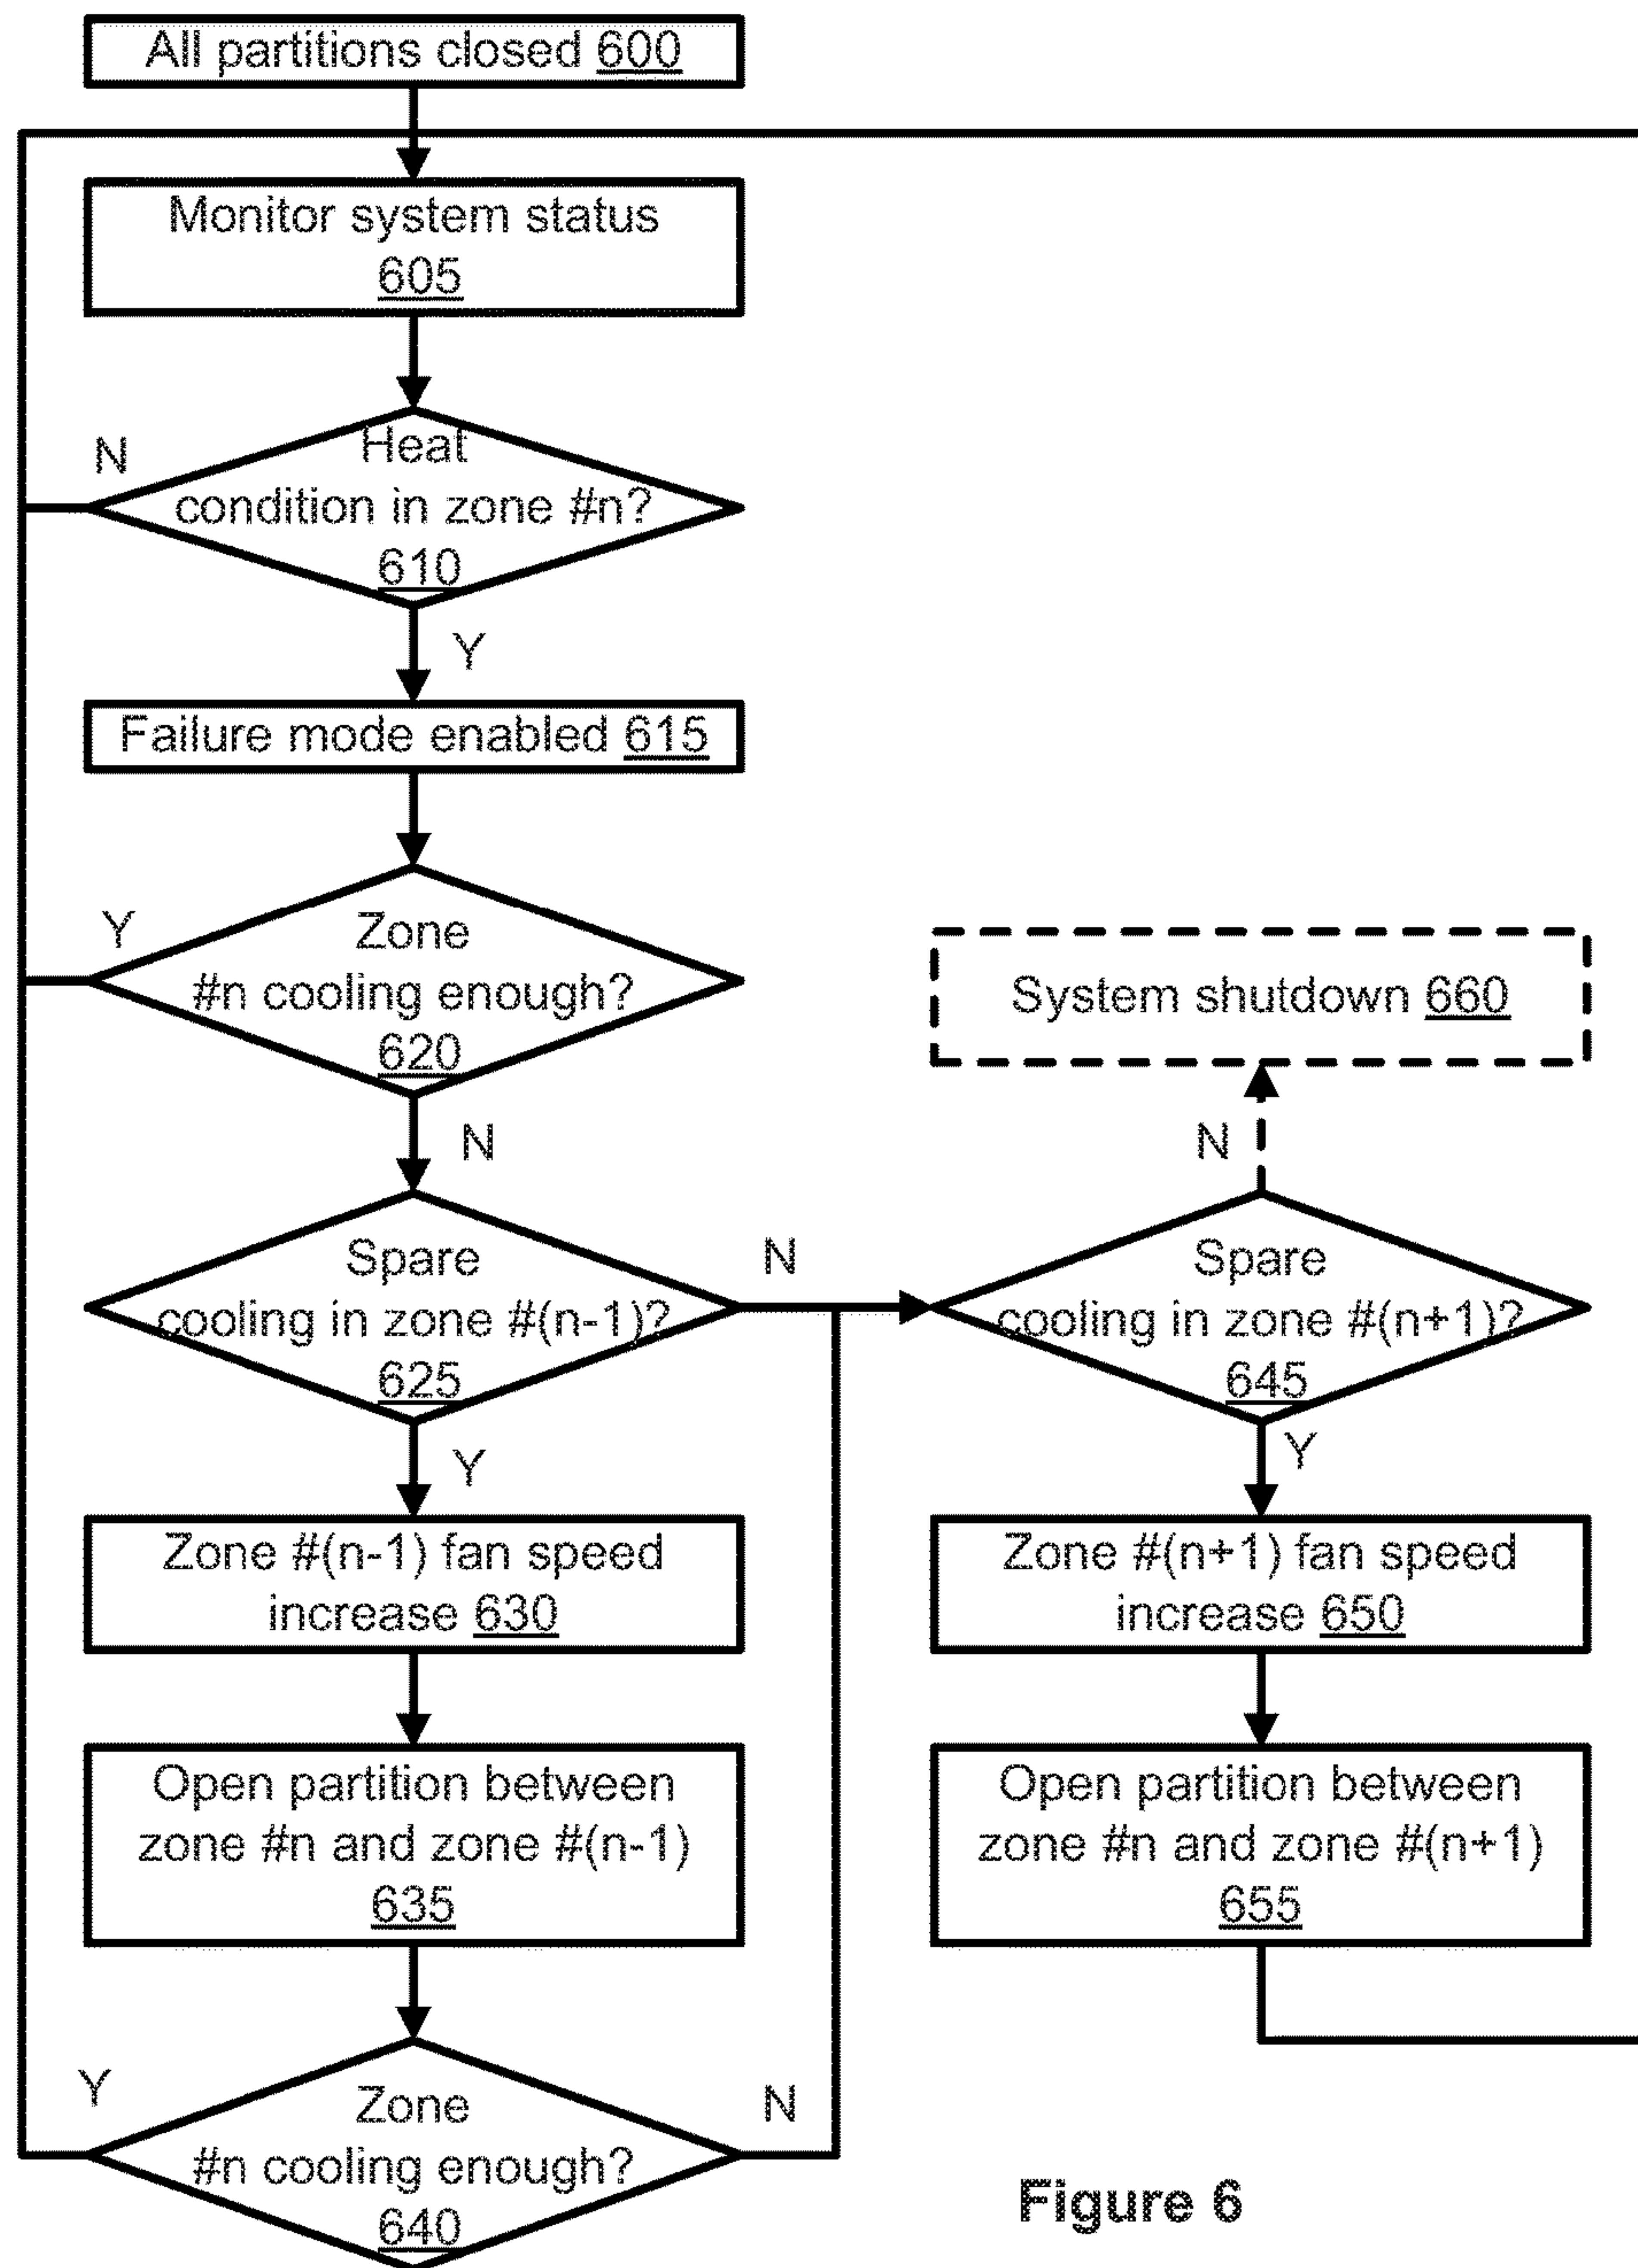 All partitions closed 600
Monitor system status
605
N
Heat
condition in zone #n?
610
Y
Failure mode enabled 615
Y
Zone
#n cooling enough?
620
N
System shutdown 660
N
Spare
cooling in zone #(n-1)?
625
N
Spare
cooling in zone #(n+1)?
645
Y
Y
Zone #(n-1) fan speed
increase 630
Zone #(n+1) fan speed
increase 650
Open partition between
zone #n and zone #(n-1)
635
Open partition between
zone #n and zone #(n+1)
655
Y
Zone
#n cooling enough?
640
N
Figure 6